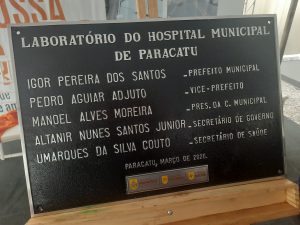 OSSA
LABORATÓRIO DO HOSPITAL MUNICIPAL
DE PARACATU
IGOR PEREIRA DOS SANTOS - PREFEITO MUNICIPAL
PEDRO AGUIAR ADJUTO - VICE-PREFEITO
MANOEL ALVES MOREIRA - PRES. DA C. MUNICIPAL
ALTANIR NUNES SANTOS JUNIOR - SECRETÁRIO DE GOVERNO
UMARQUES DA SILVA COUTO - SECRETÁRIO DE SAÚDE
PARACATU, MARÇO DE 2026.